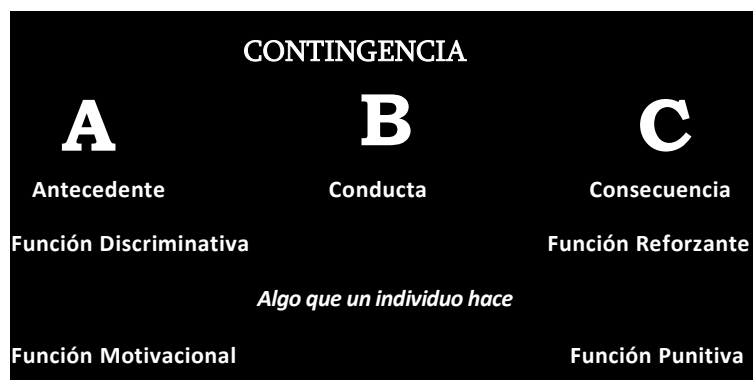 CONTINGENCIA
A B C
Antecedente Conducta Consecuencia
Función Discriminativa Función Reforzante
Algo que un individuo hace
Función Motivacional Función Punitiva